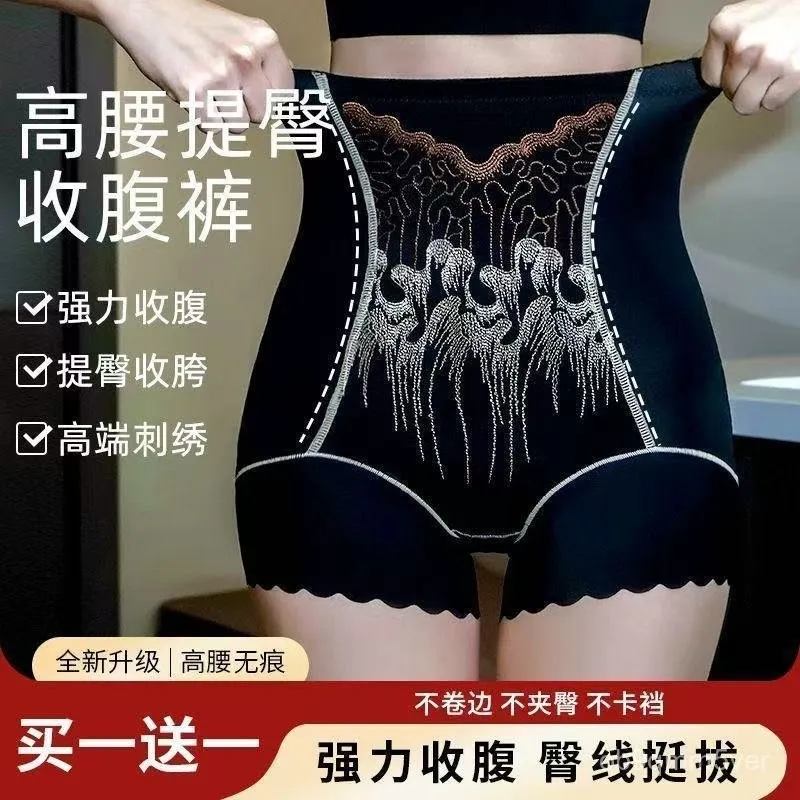 高腰提臀
收腹裤
强力收腹
提臀收胯
高端刺绣
全新升级|高腰无痕
不卷边 不夹臀 不卡裆
买一送一
强力收腹 臀线挺拔